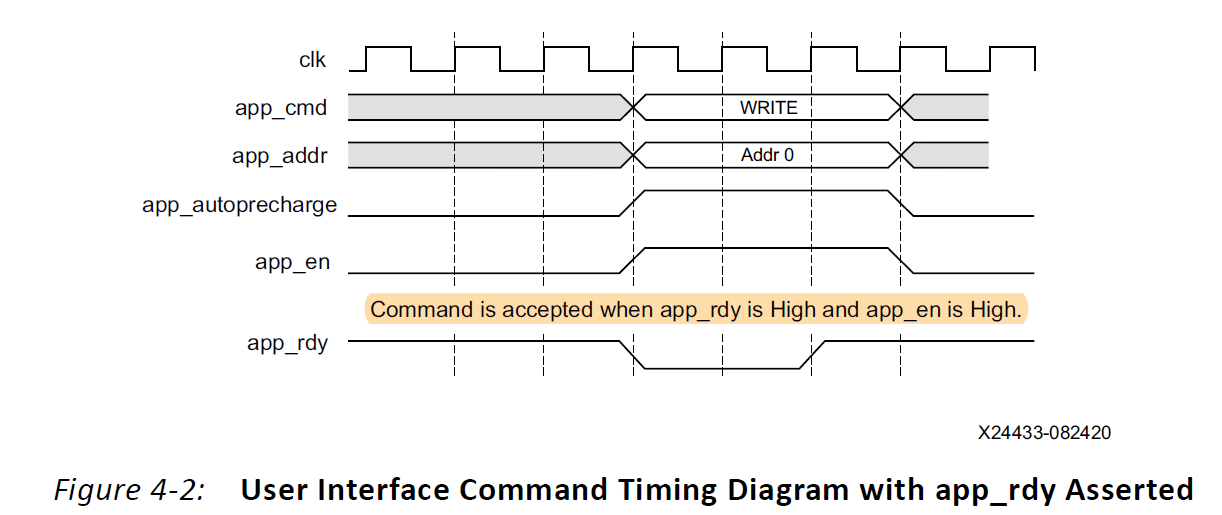 clk
app_cmd
WRITE
app_addr
Addr 0
app_autoprecharge
app_en
Command is accepted when app_rdy is High and app_en is High.
app_rdy
X24433-082420
Figure 4-2: User Interface Command Timing Diagram with app_rdy Asserted